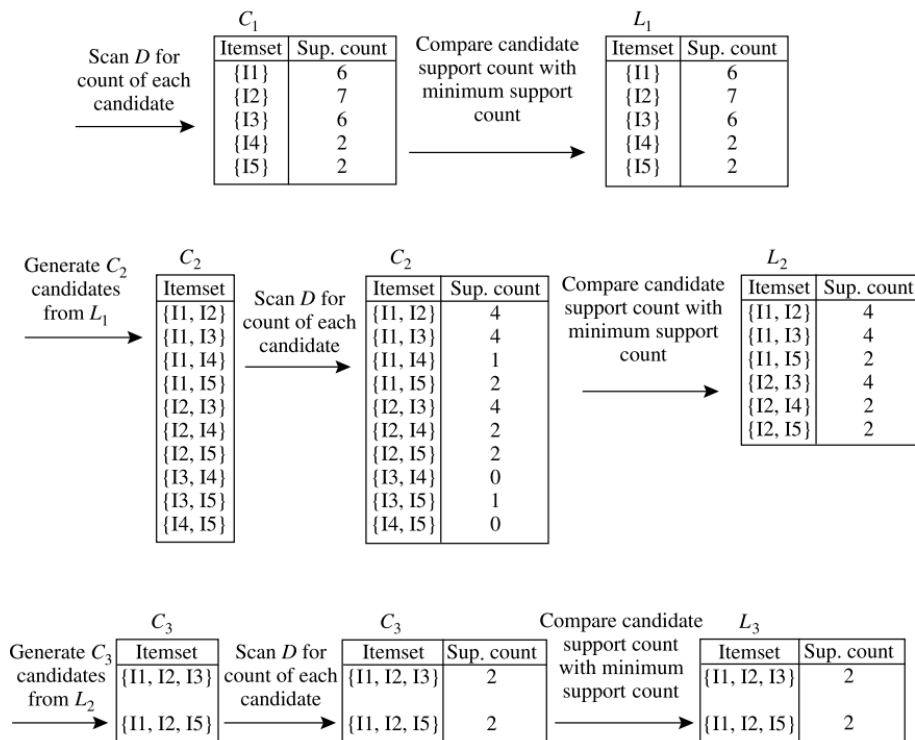 C₁
L₁
Scan D for
count of each
candidate
Itemset Sup. count
{I1} 6
{I2} 7
{I3} 6
{I4} 2
{I5} 2
Compare candidate
support count with
minimum support
count
Itemset Sup. count
{I1} 6
{I2} 7
{I3} 6
{I4} 2
{I5} 2
Generate C₂
candidates
from L₁
C₂
Itemset
{I1, I2}
{I1, I3}
{I1, I4}
{I1, I5}
{I2, I3}
{I2, I4}
{I2, I5}
{I3, I4}
{I3, I5}
{I4, I5}
Scan D for
count of each
candidate
C₂
Itemset Sup. count
{I1, I2} 4
{I1, I3} 4
{I1, I4} 1
{I1, I5} 2
{I2, I3} 4
{I2, I4} 2
{I2, I5} 2
{I3, I4} 0
{I3, I5} 1
{I4, I5} 0
Compare candidate
support count with
minimum support
count
L₂
Itemset Sup. count
{I1, I2} 4
{I1, I3} 4
{I1, I5} 2
{I2, I3} 4
{I2, I4} 2
{I2, I5} 2
Generate C₃
candidates
from L₂
C₃
Itemset
{I1, I2, I3}
{I1, I2, I5}
Scan D for
count of each
candidate
C₃
Itemset Sup. count
{I1, I2, I3} 2
{I1, I2, I5} 2
Compare candidate
support count
with minimum
support count
L₃
Itemset Sup. count
{I1, I2, I3} 2
{I1, I2, I5} 2